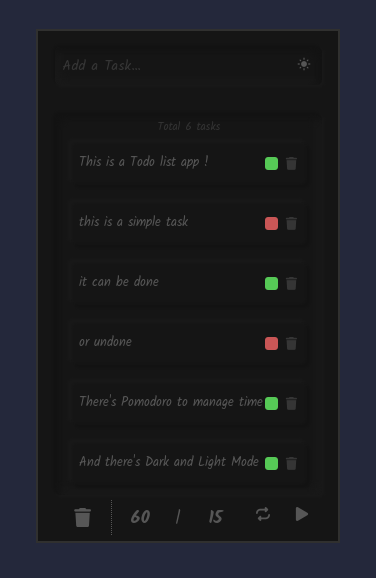 Add a Task...
Total 6 tasks
This is a Todo list app !
this is a simple task
it can be done
or undone
There's Pomodoro to manage time
And there's Dark and Light Mode
60 / 15